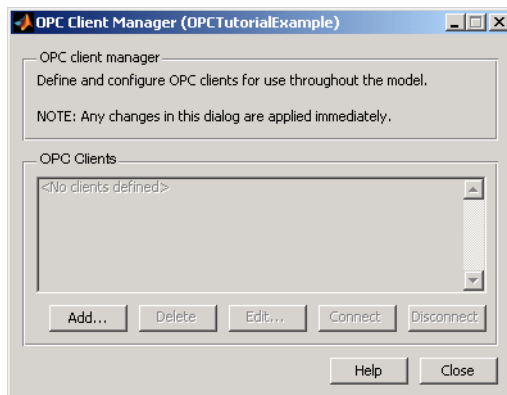 OPC Client Manager (OPCTutorialExample)
OPC client manager
Define and configure OPC clients for use throughout the model.
NOTE: Any changes in this dialog are applied immediately.
OPC Clients
<No clients defined>
Add... Delete Edit... Connect Disconnect
Help Close